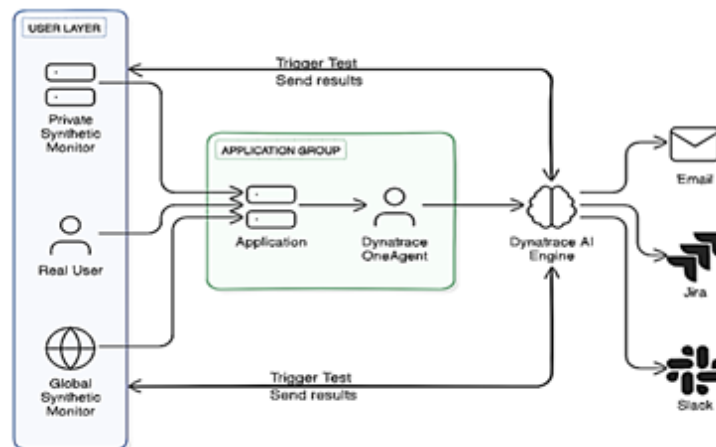 USER LAYER
Trigger Test
Send results
Private
Synthetic
Monitor
APPLICATION GROUP
Email
Application
Dynatrace
OneAgent
Dynatrace AI
Engine
Real User
Jira
Trigger Test
Send results
Global
Synthetic
Monitor
Slack